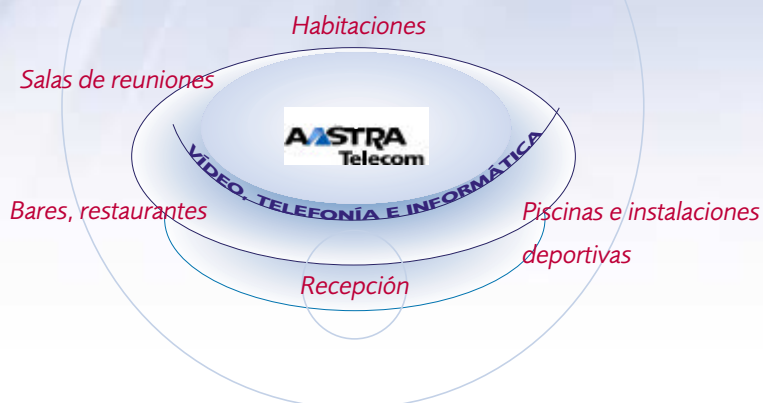 Habitaciones
Salas de reuniones
AASTRA
Telecom
VÍDEO, TELEFONÍA E INFORMÁTICA
Bares, restaurantes
Piscinas e instalaciones
deportivas
Recepción